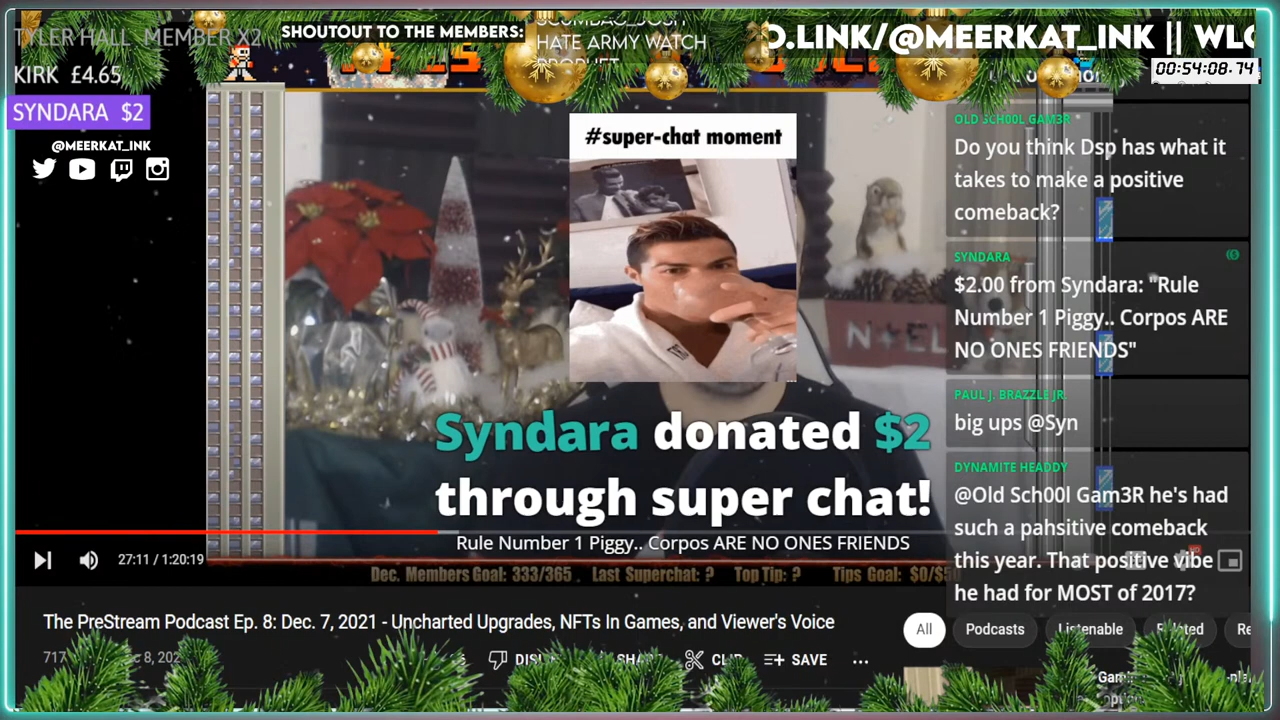 TYLER HALL MEMBER X2
KIRK £4.65
SYNDARA $2
@MEERKAT_INK
SHOUTOUT TO THE MEMBERS:
HATE ARMY WATCH
O.LINK/@MEERKAT_INK || WLO
00:54:08.74
#super-chat moment
N+EL
Syndara donated $2
through super chat!
Rule Number 1 Piggy.. Corpos ARE NO ONES FRIENDS
OLD SCH00L GAM3R
Do you think Dsp has what it
takes to make a positive
comeback?
SYNDARA
$2.00 from Syndara: "Rule
Number 1 Piggy.. Corpos ARE
NO ONES FRIENDS"
PAUL J. BRAZZLE JR.
big ups @Syn
DYNAMITE HEADDY
@Old Sch00l Gam3R he's had
such a pahsitive comeback
this year. That positive vibe
he had for MOST of 2017?
27:11 / 1:20:19
Dec. Members Goal: 333/365 Last Superchat: ? Top Tip: ? Tips Goal: $0/$50
The PreStream Podcast Ep. 8: Dec. 7, 2021 - Uncharted Upgrades, NFTs In Games, and Viewer's Voice
All Podcasts Listenable Related Re
717
SAVE